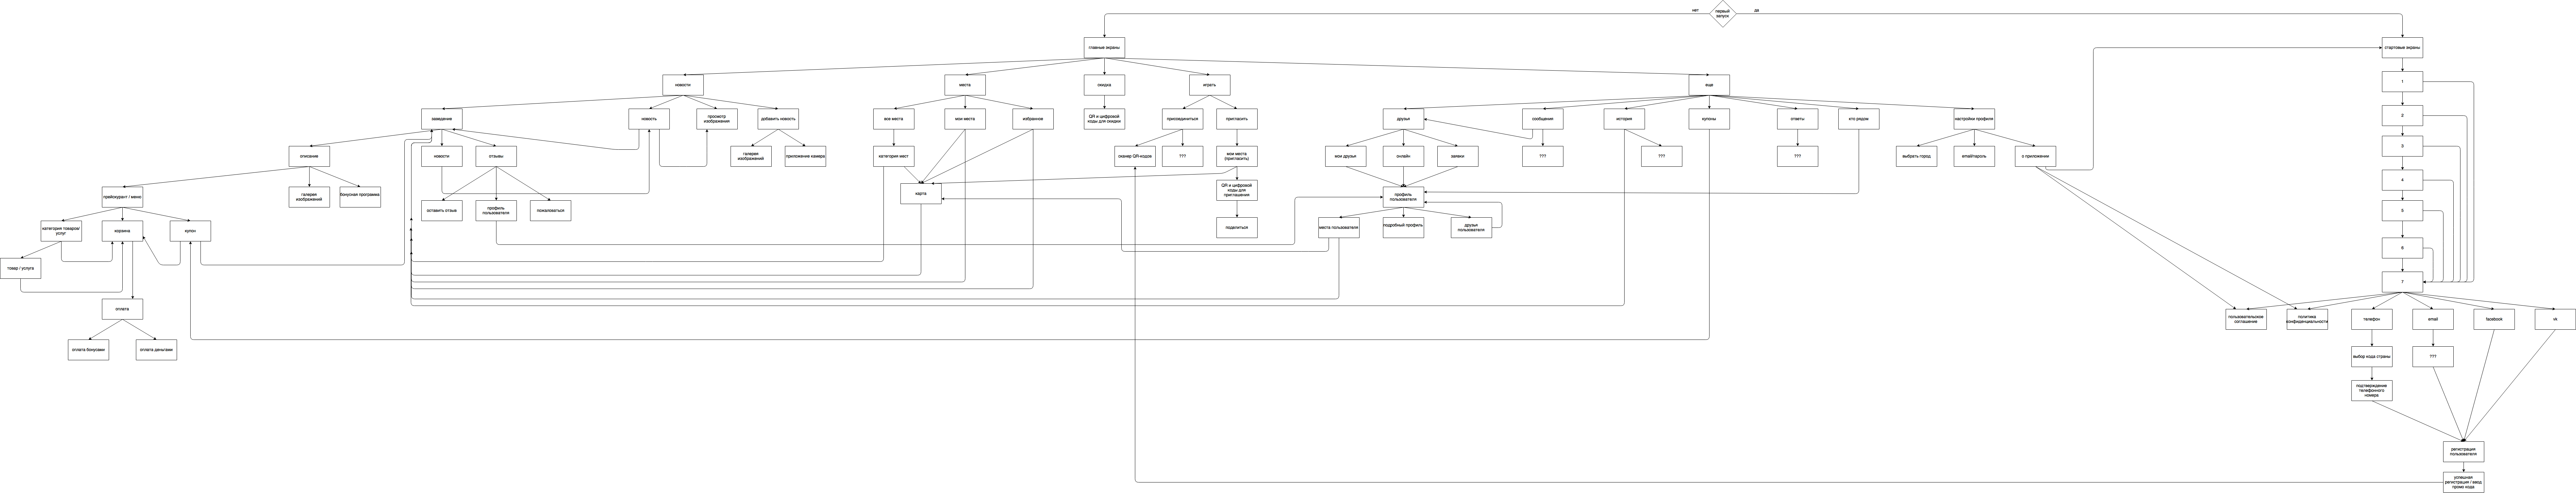 нет
первый
запуск
да
главные экраны
стартовые экраны
новости
места
скидка
играть
еще
1
заведение
новость
просмотр
изображения
добавить новость
все места
мои места
избранное
QR и цифровой
коды для скидки
присоединиться
пригласить
друзья
сообщения
история
купоны
ответы
кто рядом
настройки профиля
2
описание
новости
отзывы
галерея
изображений
приложение камера
категория мест
сканер QR-кодов
???
мои места
(пригласить)
мои друзья
онлайн
заявки
???
???
???
выбрать город
email/пароль
о приложении
3
прейскурант / меню
галерея
изображений
бонусная программа
карта
QR и цифровой
коды для
приглашения
профиль
пользователя
4
оставить отзыв
профиль
пользователя
пожаловаться
5
категория товаров/
услуг
корзина
купон
поделиться
места пользователя
подробный профиль
друзья
пользователя
6
товар / услуга
7
оплата
пользовательское
соглашение
политика
конфиденциальности
телефон
email
facebook
vk
оплата бонусами
оплата деньгами
выбор кода страны
???
подтверждение
телефонного
номера
регистрация
пользователя
успешная
регистрация / ввод
промо кода